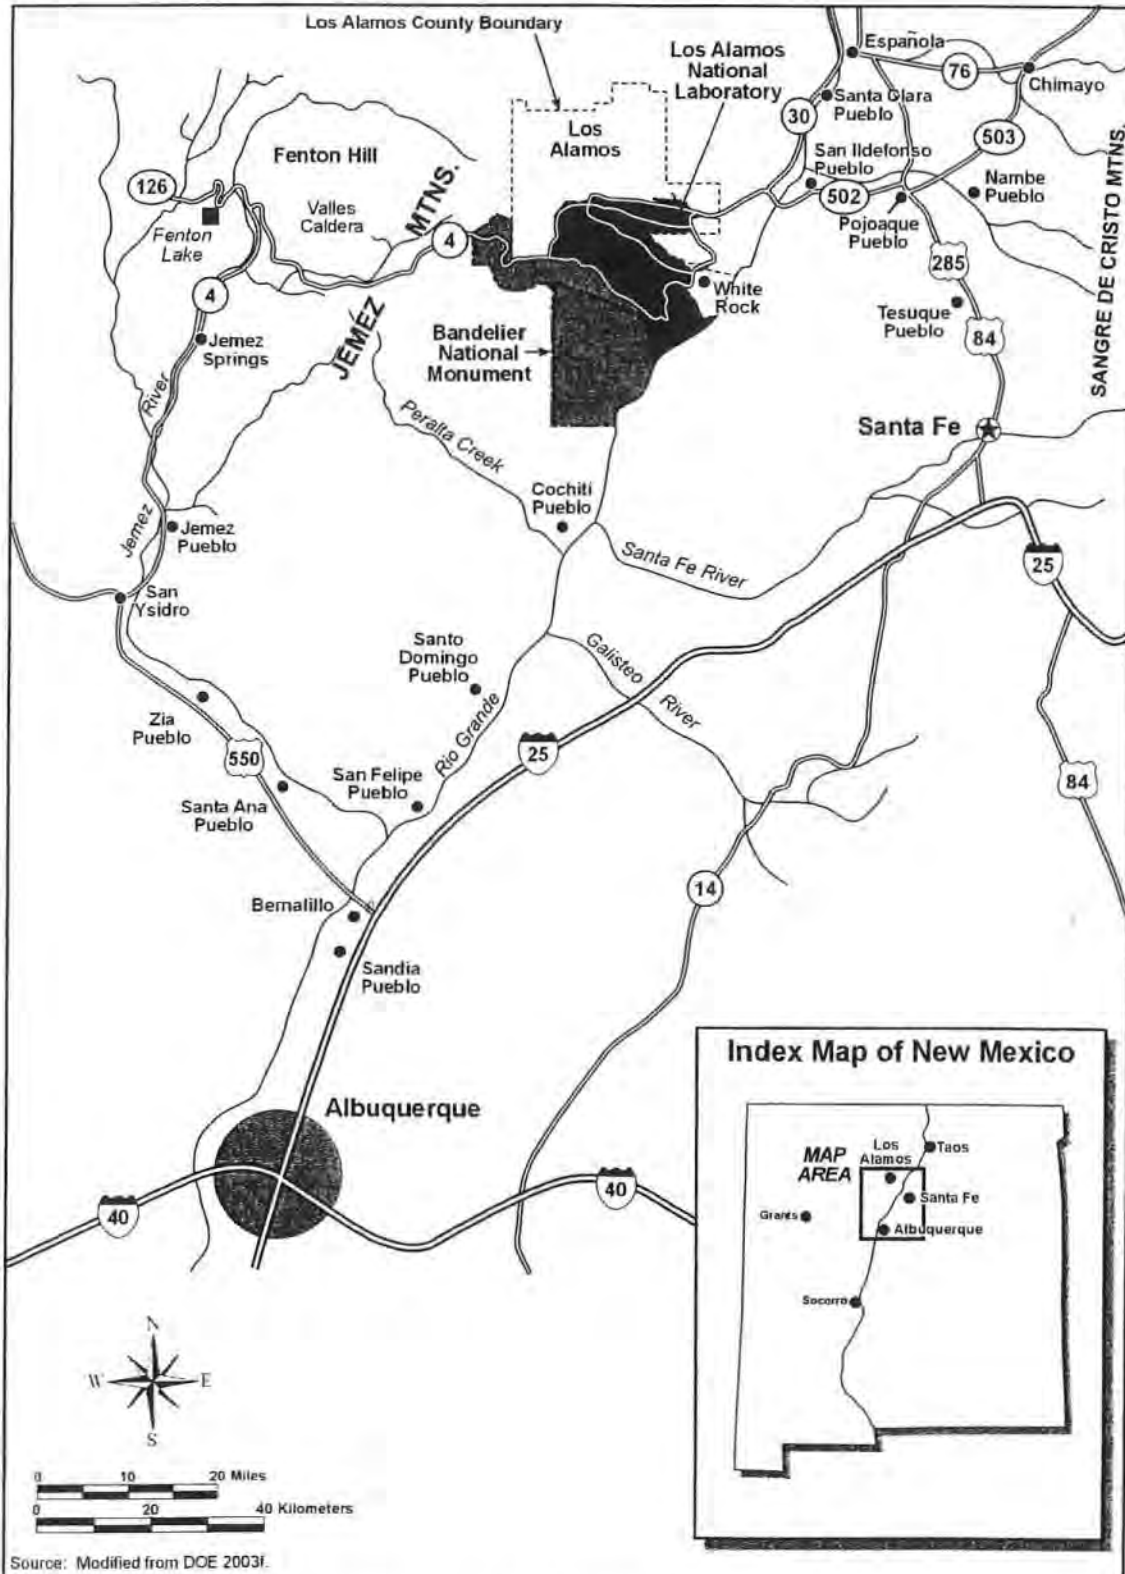 Los Alamos County Boundary
Los Alamos
National
Laboratory
Española
76
Chimayo
Santa Clara
Pueblo
30
Los
Alamos
503
Fenton Hill
San Ildefonso
Pueblo
126
MTNS.
Nambe
Pueblo
502
Valles
Caldera
Pojoaque
Pueblo
Fenton
Lake
4
SANGRE DE CRISTO MTNS.
285
4
White
Rock
Tesuque
Pueblo
84
Jemez
Springs
JEMEZ
Bandelier
National
Monument
River
Peralta Creek
Santa Fe
Cochiti
Pueblo
Jemez
Jemez
Pueblo
Santa Fe River
25
San
Ysidro
Santo
Domingo
Pueblo
Galisteo
River
Zia
Pueblo
Rio Grande
550
25
San Felipe
Pueblo
84
Santa Ana
Pueblo
14
Bernalillo
Sandia
Pueblo
Albuquerque
40
40
Index Map of New Mexico
MAP
AREA
Los
Alamos
Taos
Santa Fe
Grants
Albuquerque
Socorro
N
W
E
S
0 10 20 Miles
0 20 40 Kilometers
Source: Modified from DOE 2003f.